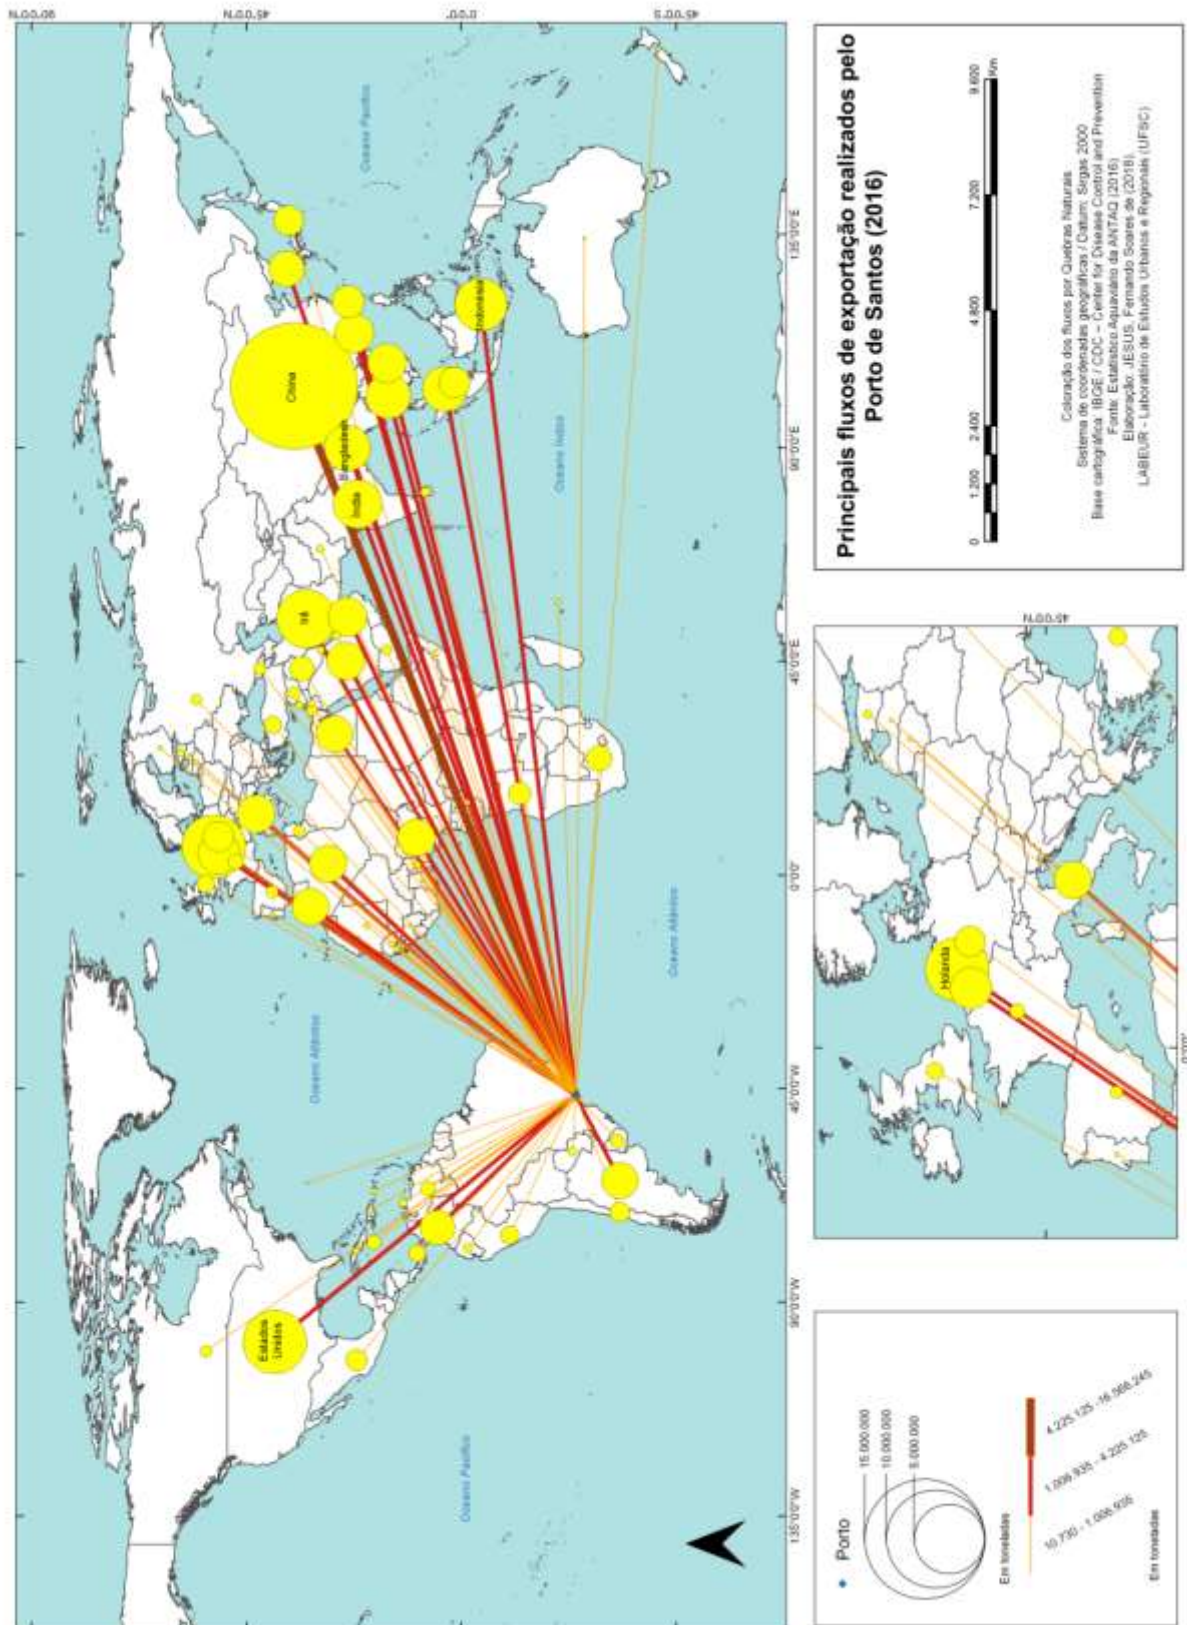 90°0'0"N
45°0'0"N
0°0'0"
45°0'0"S
Oceano Pacífico
Oceano Atlântico
Oceano Pacífico
Oceano Índico
Oceano Atlântico
Estados
Unidos
China
Irã
Índia
Bangladesh
Indonésia
135°0'0"W
90°0'0"W
45°0'0"W
0°0'0"
45°0'0"E
90°0'0"E
135°0'0"E
Porto
15.000.000
10.000.000
5.000.000
Em toneladas
10.730 - 1.006.935
1.006.935 - 4.225.125
4.225.125 - 16.566.245
Em toneladas
Holanda
45°0'0"N
0°0'0"
Principais fluxos de exportação realizados pelo
Porto de Santos (2016)
0 1.200 2.400 4.800 7.200 9.600
Km
Coloração dos fluxos por Quebras Naturais
Sistema de coordenadas geográficas / Datum: Sirgas 2000
Base cartográfica: IBGE / CDC – Center for Disease Control and Prevention
Fonte: Estatístico Aquaviário da ANTAQ (2016)
Elaboração: JESUS, Fernando Soares de (2018).
LABEUR – Laboratório de Estudos Urbanos e Regionais (UFSC)